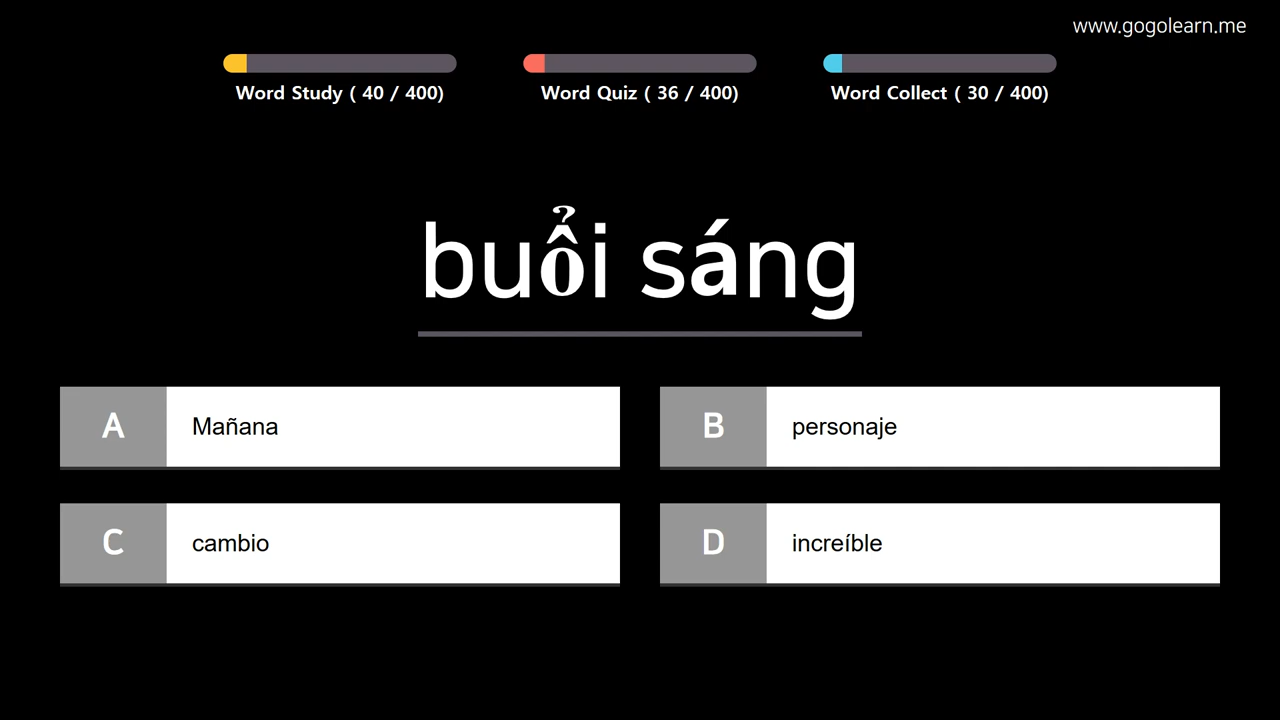 www.gogolearn.me
Word Study ( 40 / 400)
Word Quiz ( 36 / 400)
Word Collect ( 30 / 400)
buổi sáng
A Mañana
B personaje
C cambio
D increíble